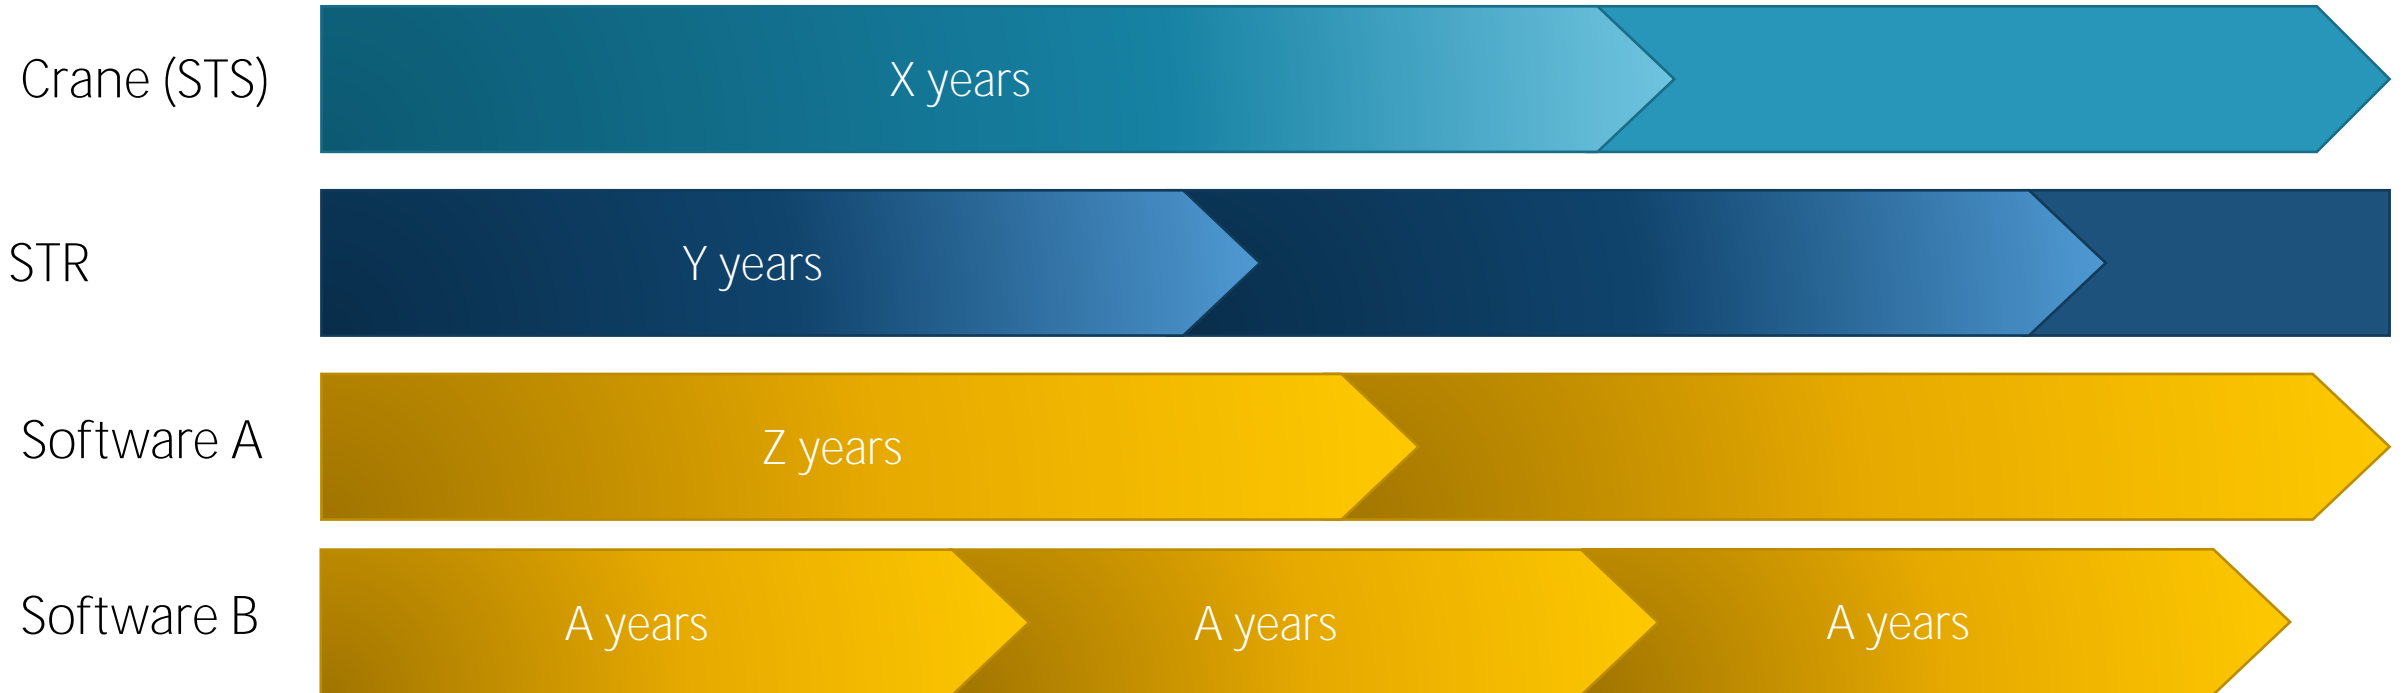 Crane (STS)
X years
STR
Y years
Software A
Z years
Software B
A years
A years
A years